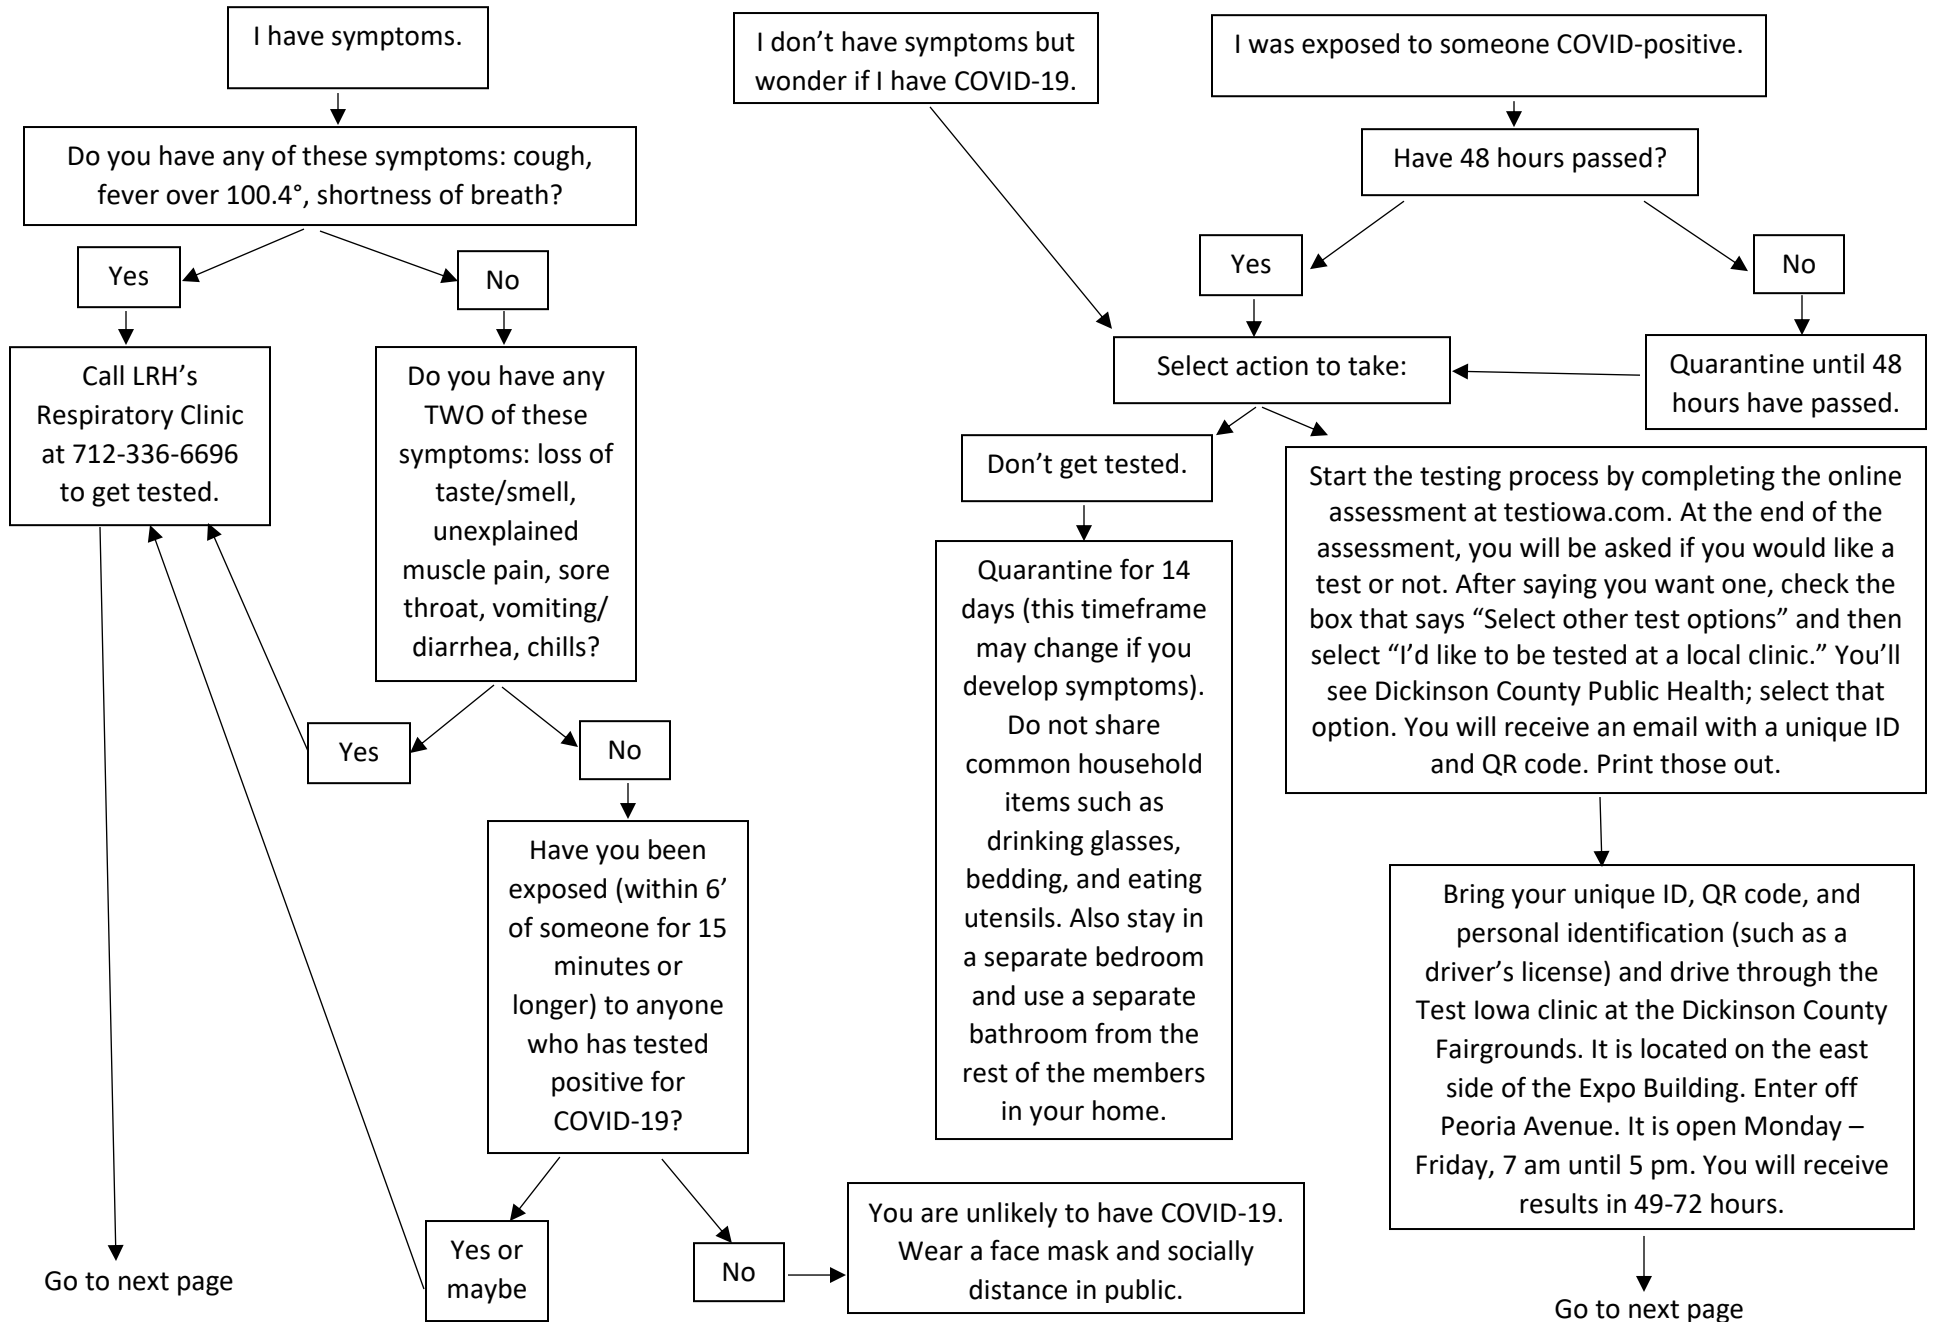 I have symptoms.
Do you have any of these symptoms: cough,
fever over 100.4°, shortness of breath?
Yes
No
Call LRH’s
Respiratory Clinic
at 712-336-6696
to get tested.
Do you have any
TWO of these
symptoms: loss of
taste/smell,
unexplained
muscle pain, sore
throat, vomiting/
diarrhea, chills?
Yes
No
Have you been
exposed (within 6’
of someone for 15
minutes or
longer) to anyone
who has tested
positive for
COVID-19?
Yes or
maybe
No
You are unlikely to have COVID-19.
Wear a face mask and socially
distance in public.
Go to next page
I don’t have symptoms but
wonder if I have COVID-19.
I was exposed to someone COVID-positive.
Have 48 hours passed?
Yes
No
Quarantine until 48
hours have passed.
Select action to take:
Don’t get tested.
Quarantine for 14
days (this timeframe
may change if you
develop symptoms).
Do not share
common household
items such as
drinking glasses,
bedding, and eating
utensils. Also stay in
a separate bedroom
and use a separate
bathroom from the
rest of the members
in your home.
Start the testing process by completing the online
assessment at testiowa.com. At the end of the
assessment, you will be asked if you would like a
test or not. After saying you want one, check the
box that says “Select other test options” and then
select “I’d like to be tested at a local clinic.” You’ll
see Dickinson County Public Health; select that
option. You will receive an email with a unique ID
and QR code. Print those out.
Bring your unique ID, QR code, and
personal identification (such as a
driver’s license) and drive through the
Test Iowa clinic at the Dickinson County
Fairgrounds. It is located on the east
side of the Expo Building. Enter off
Peoria Avenue. It is open Monday –
Friday, 7 am until 5 pm. You will receive
results in 49-72 hours.
Go to next page